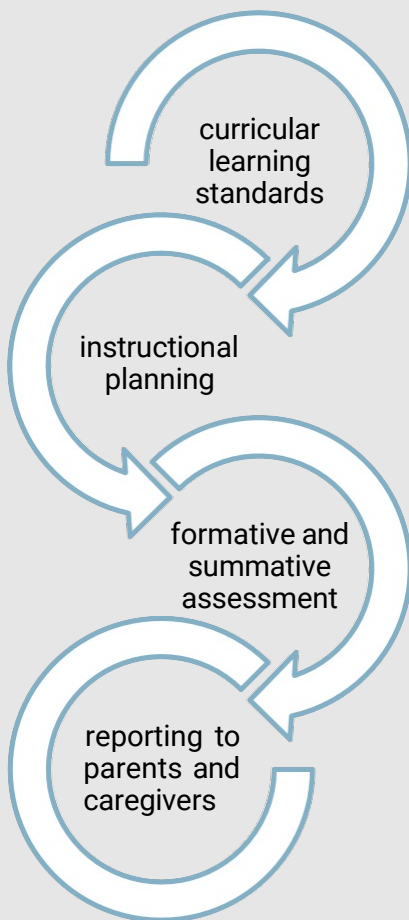 curricular
learning
standards
instructional
planning
formative and
summative
assessment
reporting to
parents and
caregivers